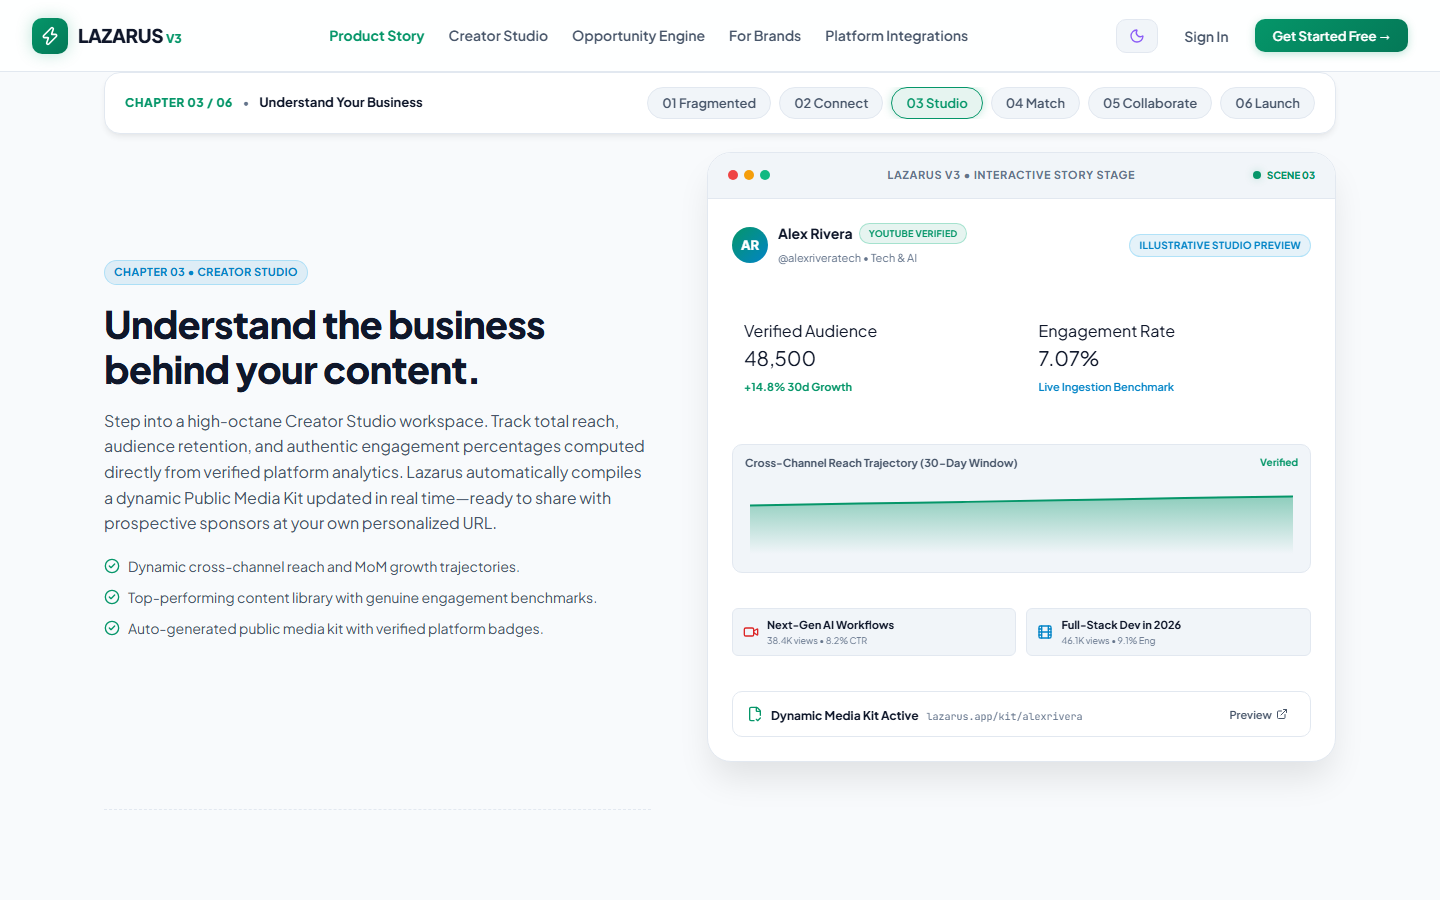 LAZARUS V3
Product Story
Creator Studio
Opportunity Engine
For Brands
Platform Integrations
Sign In
Get Started Free →
CHAPTER 03 / 06 • Understand Your Business
01 Fragmented
02 Connect
03 Studio
04 Match
05 Collaborate
06 Launch
CHAPTER 03 • CREATOR STUDIO
Understand the business
behind your content.
Step into a high-octane Creator Studio workspace. Track total reach,
audience retention, and authentic engagement percentages computed
directly from verified platform analytics. Lazarus automatically compiles
a dynamic Public Media Kit updated in real time—ready to share with
prospective sponsors at your own personalized URL.
Dynamic cross-channel reach and MoM growth trajectories.
Top-performing content library with genuine engagement benchmarks.
Auto-generated public media kit with verified platform badges.
LAZARUS V3 • INTERACTIVE STORY STAGE
SCENE 03
AR
Alex Rivera
YOUTUBE VERIFIED
@alexriveratech • Tech & AI
ILLUSTRATIVE STUDIO PREVIEW
Verified Audience
48,500
+14.8% 30d Growth
Engagement Rate
7.07%
Live Ingestion Benchmark
Cross-Channel Reach Trajectory (30-Day Window)
Verified
Next-Gen AI Workflows
38.4K views • 8.2% CTR
Full-Stack Dev in 2026
46.1K views • 9.1% Eng
Dynamic Media Kit Active lazarus.app/kit/alexrivera
Preview